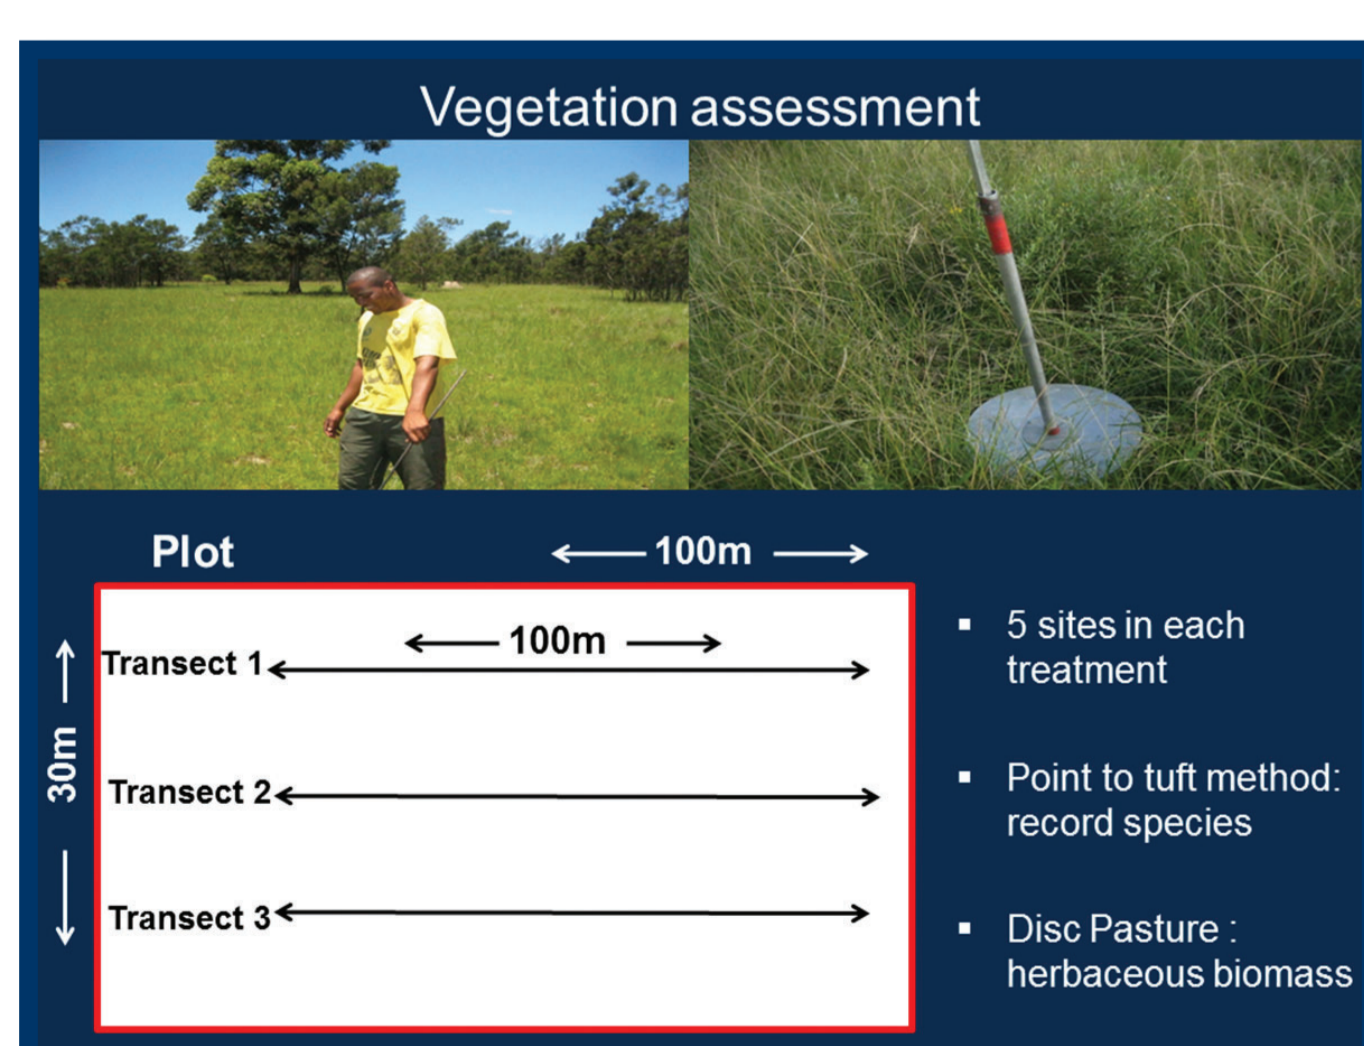 Vegetation assessment
Plot
100m
30m
100m
Transect 1
Transect 2
Transect 3
▪ 5 sites in each
treatment
▪ Point to tuft method:
record species
▪ Disc Pasture :
herbaceous biomass